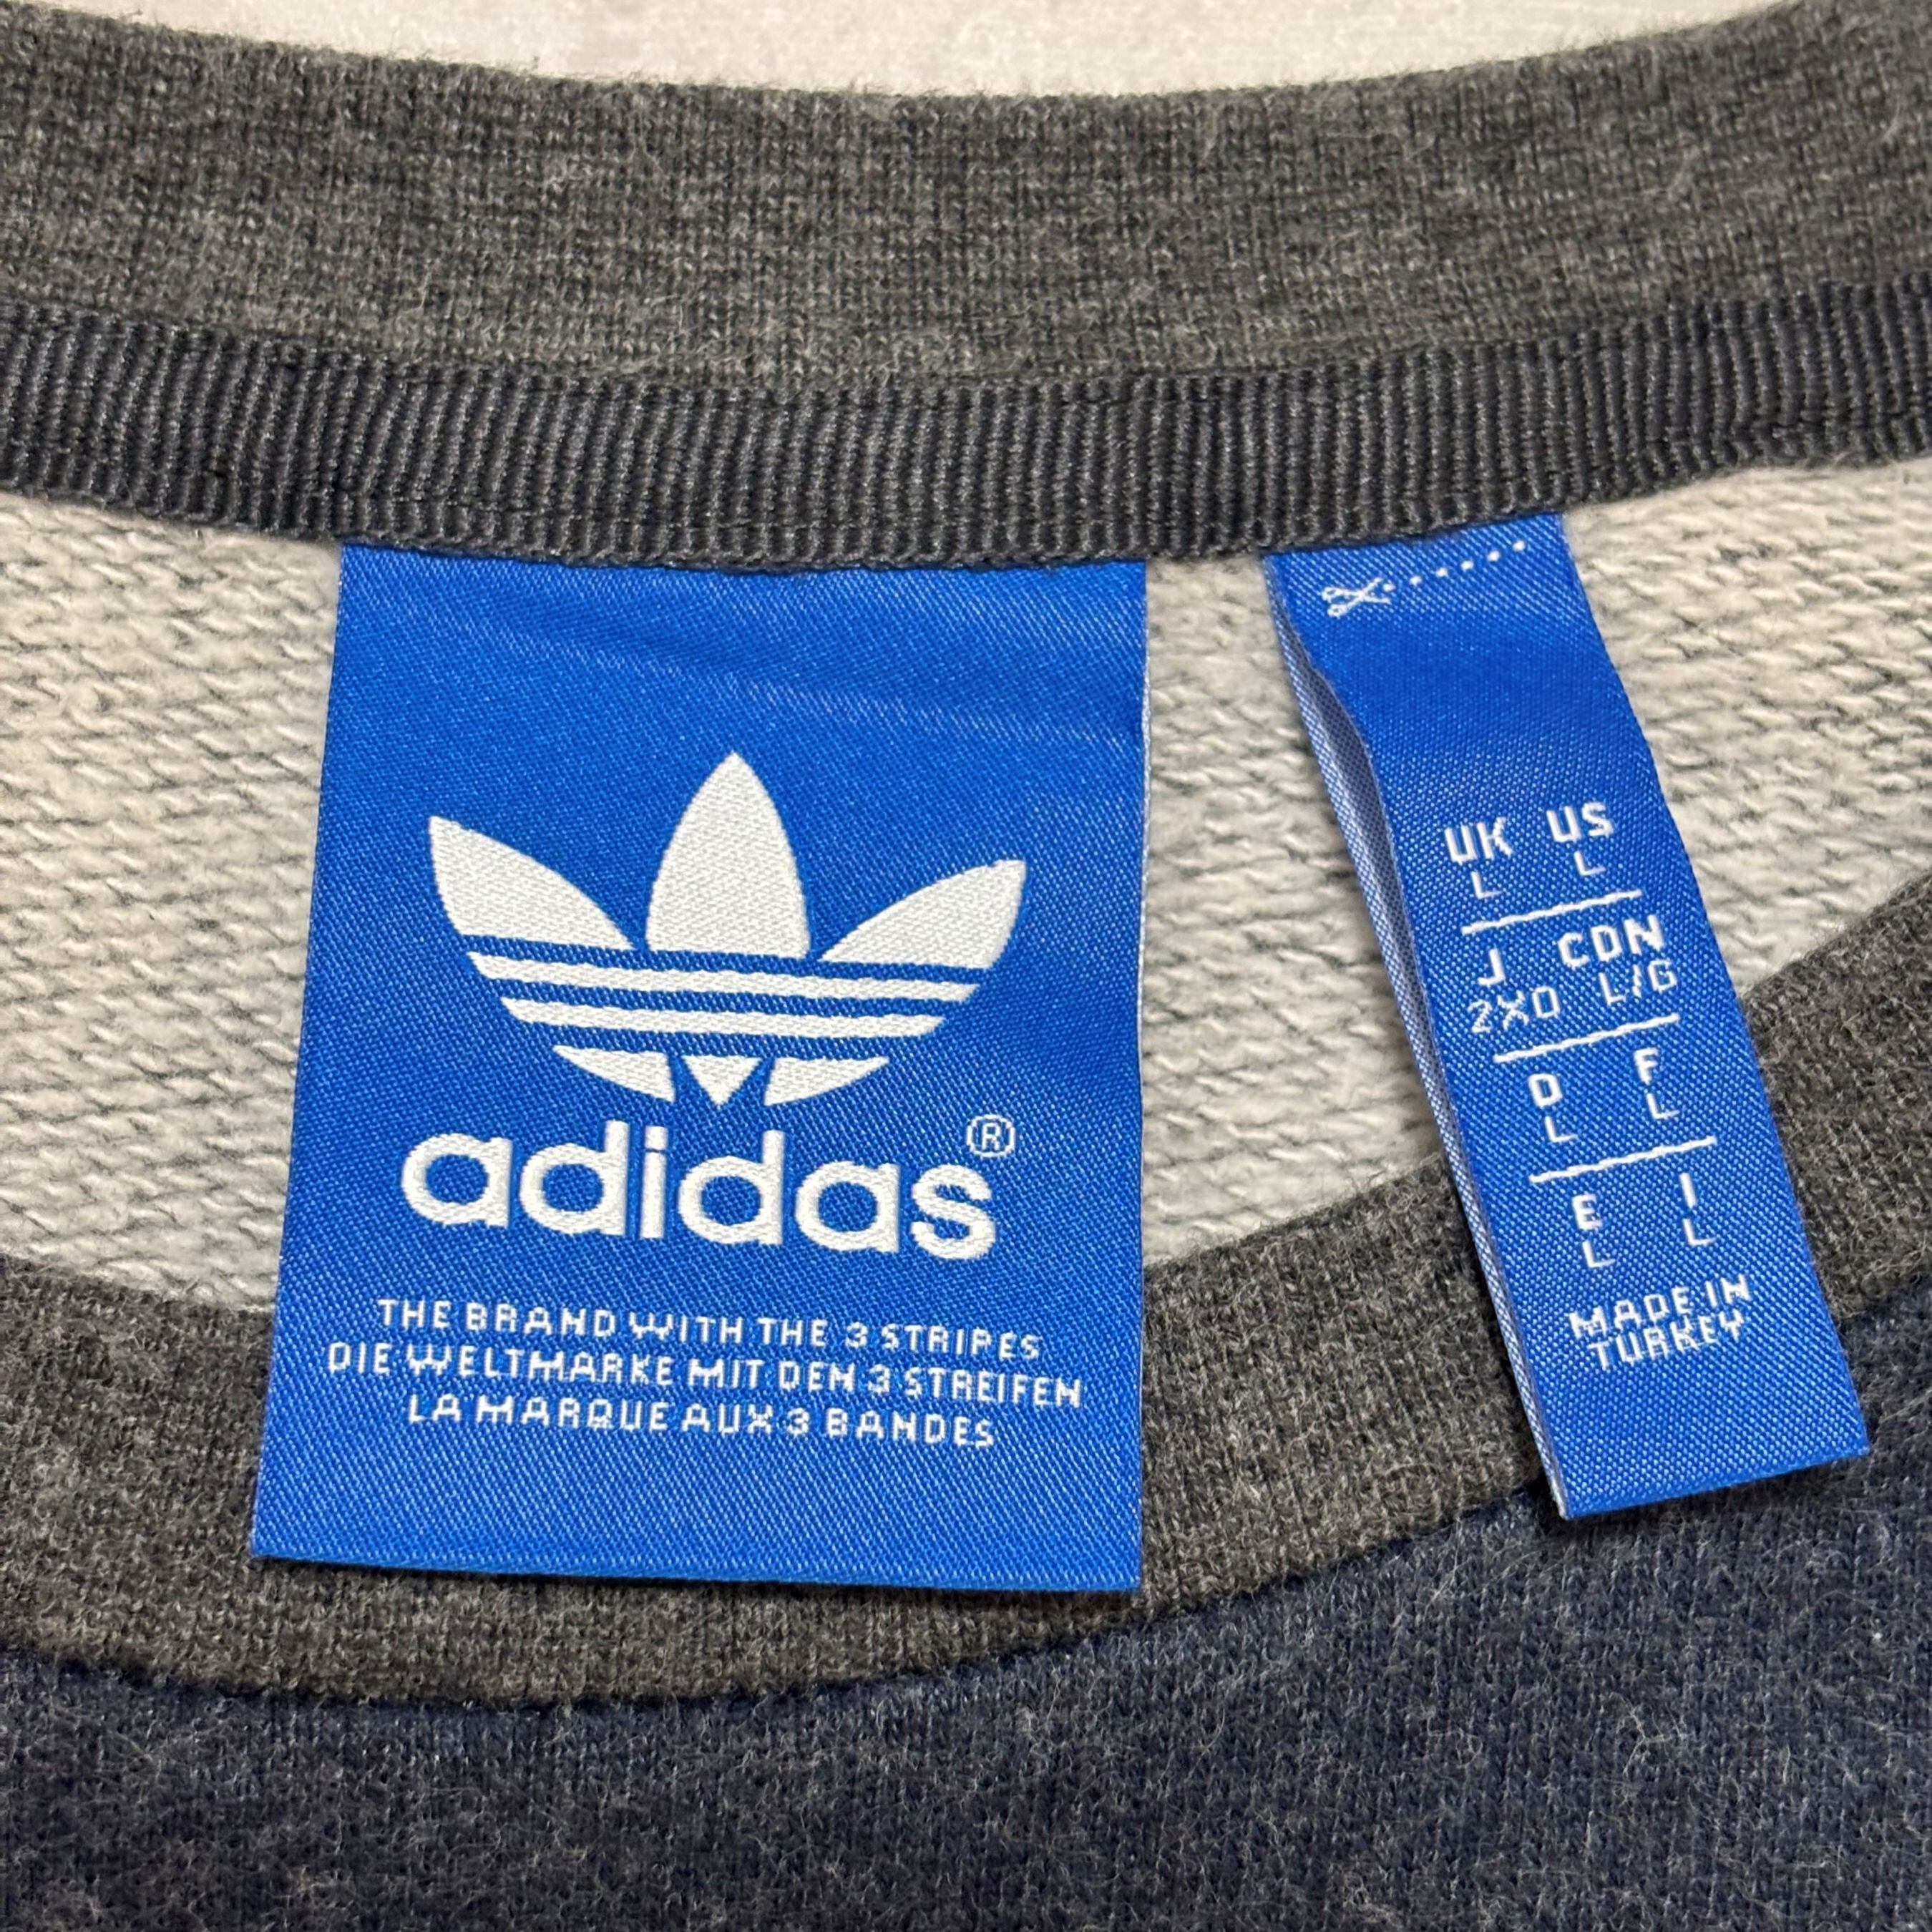 adidas®
THE BRAND WITH THE 3 STRIPES
DIE WELTMARKE MIT DEN 3 STREIFEN
LA MARQUE AUX 3 BANDES
UK US
L L
J CDN
2XO L/G
D F
L L
E I
L L
MADE IN
TURKEY